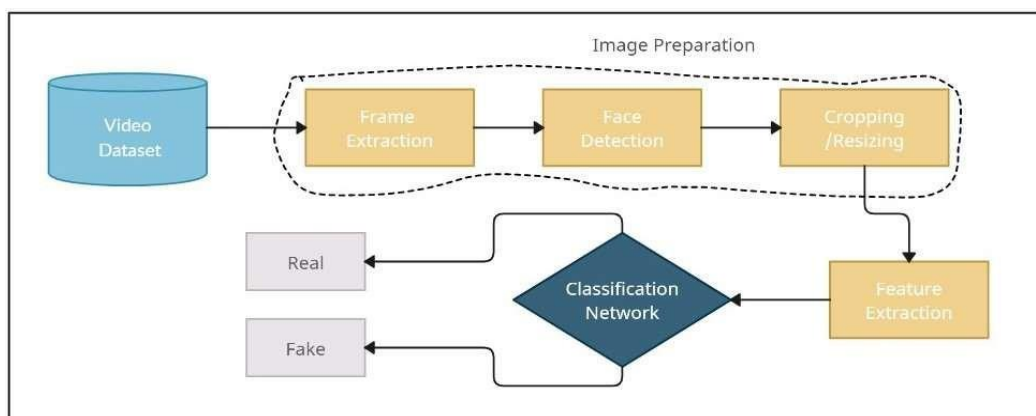 Image Preparation
Video
Dataset
Frame
Extraction
Face
Detection
Cropping
/Resizing
Real
Classification
Network
Feature
Extraction
Fake